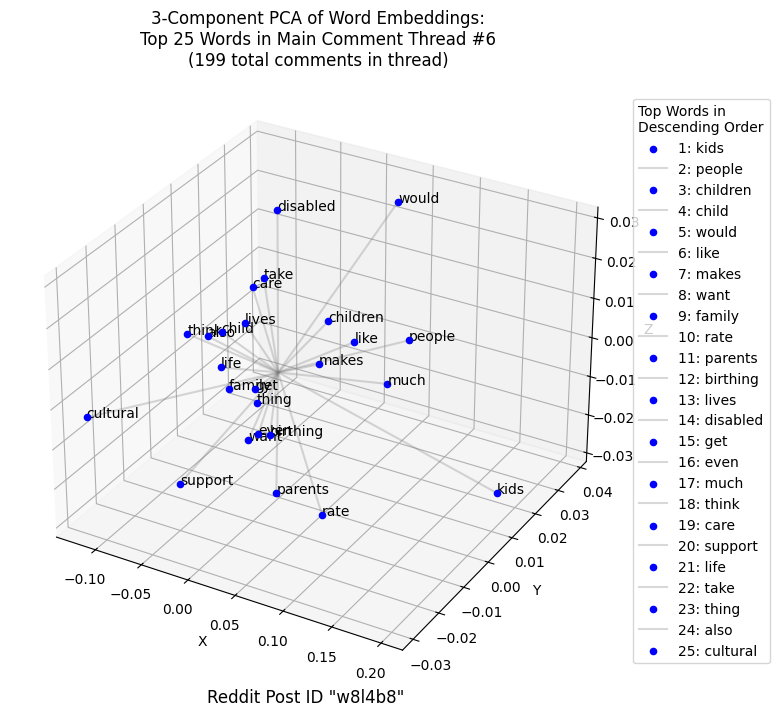 3-Component PCA of Word Embeddings:
Top 25 Words in Main Comment Thread #6
(199 total comments in thread)
Top Words in
Descending Order
1: kids
2: people
3: children
4: child
5: would
6: like
7: makes
8: want
9: family
10: rate
11: parents
12: birthing
13: lives
14: disabled
15: get
16: even
17: much
18: think
19: care
20: support
21: life
22: take
23: thing
24: also
25: cultural
disabled
would
take
care
lives
children
think
also
child
like
people
makes
life
family
get
much
thing
cultural
even
birthing
want
support
parents
kids
rate
0.03
0.02
0.01
0.00
−0.01
−0.02
−0.03
Z
0.04
0.03
0.02
0.01
0.00
−0.01
−0.02
−0.03
Y
−0.10
−0.05
0.00
0.05
0.10
0.15
0.20
X
Reddit Post ID "w8l4b8"